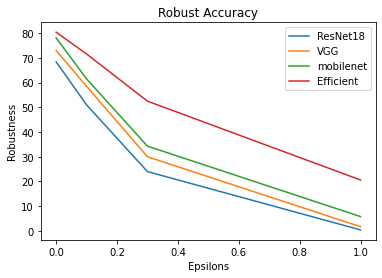 Robust Accuracy
ResNet18
VGG
mobilenet
Efficient
Robustness
80
70
60
50
40
30
20
10
0
0.0 0.2 0.4 0.6 0.8 1.0
Epsilons